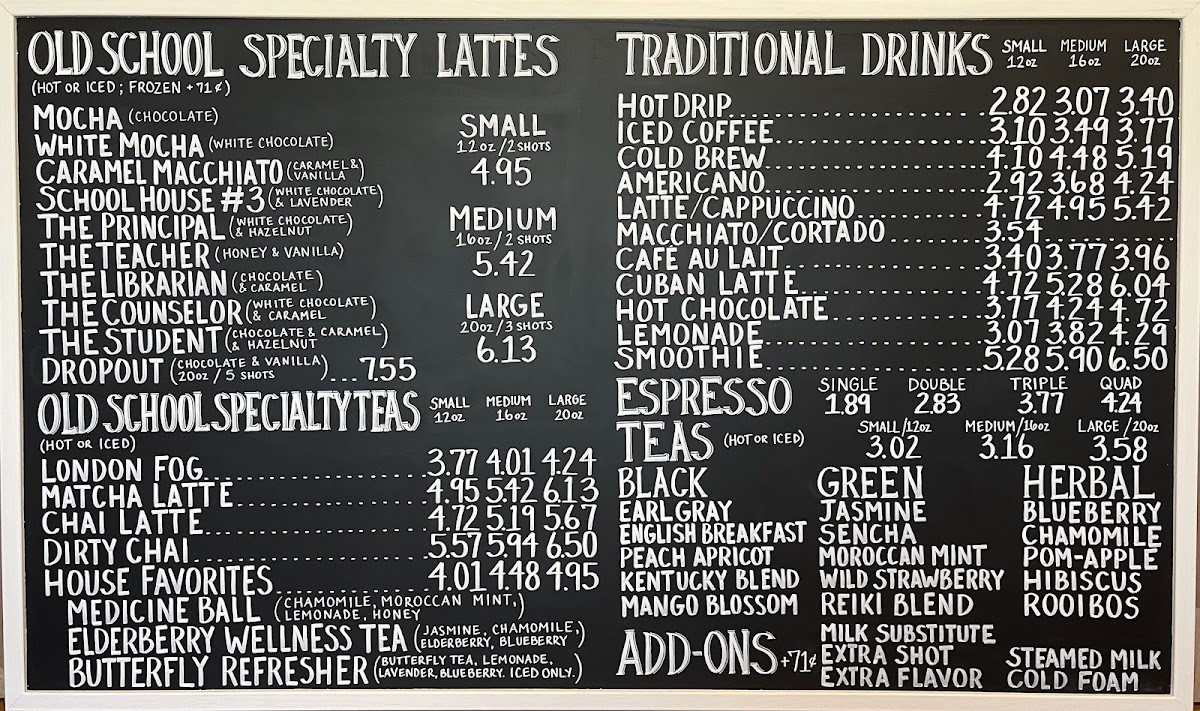 OLD SCHOOL SPECIALTY LATTES
(HOT OR ICED; FROZEN +71¢)
MOCHA (CHOCOLATE)
WHITE MOCHA (WHITE CHOCOLATE)
CARAMEL MACCHIATO (CARAMEL & VANILLA)
SCHOOL HOUSE #3 (WHITE CHOCOLATE & LAVENDER)
THE PRINCIPAL (WHITE CHOCOLATE & HAZELNUT)
THE TEACHER (HONEY & VANILLA)
THE LIBRARIAN (CHOCOLATE & CARAMEL)
THE COUNSELOR (WHITE CHOCOLATE & CARAMEL)
THE STUDENT (CHOCOLATE & CARAMEL & HAZELNUT)
DROPOUT (CHOCOLATE & VANILLA) 20oz / 5 SHOTS ...7.55
SMALL
12oz / 2 SHOTS
4.95
MEDIUM
16oz / 2 SHOTS
5.42
LARGE
20oz / 3 SHOTS
6.13
OLD SCHOOL SPECIALTY TEAS SMALL 12oz MEDIUM 16oz LARGE 20oz
(HOT OR ICED)
LONDON FOG 3.77 4.01 4.24
MATCHA LATTE 4.95 5.42 6.13
CHAI LATTE 4.72 5.19 5.67
DIRTY CHAI 5.57 5.94 6.50
HOUSE FAVORITES 4.01 4.48 4.95
MEDICINE BALL (CHAMOMILE, MOROCCAN MINT, LEMONADE, HONEY)
ELDERBERRY WELLNESS TEA (JASMINE, CHAMOMILE, ELDERBERRY, BLUEBERRY)
BUTTERFLY REFRESHER (BUTTERFLY TEA, LEMONADE, LAVENDER, BLUEBERRY. ICED ONLY.)
TRADITIONAL DRINKS SMALL 12oz MEDIUM 16oz LARGE 20oz
HOT DRIP 2.82 3.07 3.40
ICED COFFEE 3.10 3.49 3.77
COLD BREW 4.10 4.48 5.19
AMERICANO 2.92 3.68 4.24
LATTE/CAPPUCCINO 4.72 4.95 5.42
MACCHIATO/CORTADO 3.54
CAFÉ AU LAIT 3.40 3.77 3.96
CUBAN LATTE 4.72 5.28 6.04
HOT CHOCOLATE 3.77 4.24 4.72
LEMONADE 3.07 3.82 4.29
SMOOTHIE 5.28 5.90 6.50
ESPRESSO SINGLE 1.89 DOUBLE 2.83 TRIPLE 3.77 QUAD 4.24
TEAS (HOT OR ICED) SMALL/12oz 3.02 MEDIUM/16oz 3.16 LARGE/20oz 3.58
BLACK
EARL GRAY
ENGLISH BREAKFAST
PEACH APRICOT
KENTUCKY BLEND
MANGO BLOSSOM
GREEN
JASMINE
SENCHA
MOROCCAN MINT
WILD STRAWBERRY
REIKI BLEND
HERBAL
BLUEBERRY
CHAMOMILE
POM-APPLE
HIBISCUS
ROOIBOS
ADD-ONS +71¢
MILK SUBSTITUTE
EXTRA SHOT
EXTRA FLAVOR
STEAMED MILK
COLD FOAM